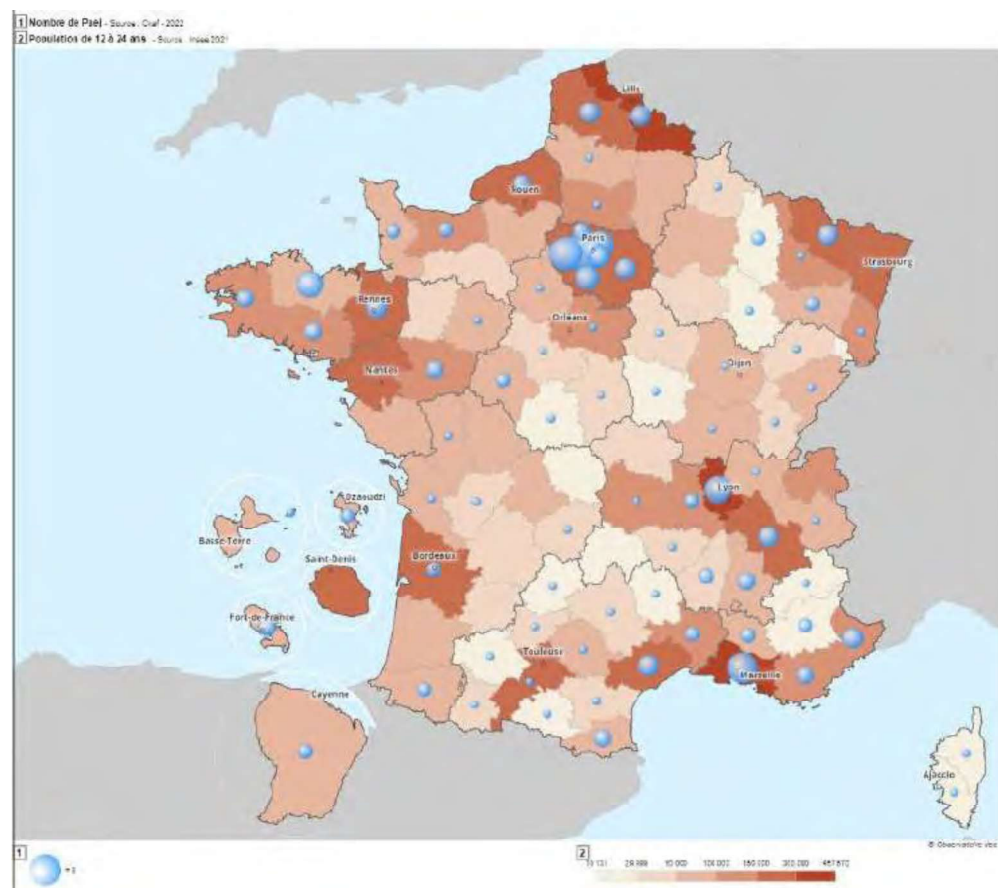 1 Nombre de Paej - Source : Cnaf - 2022
2 Population de 12 à 24 ans - Source : Insee 2021
Lille
Rouen
Paris
Strasbourg
Rennes
Orléans
Nantes
Dijon
Lyon
Dzaoudzi
Basse-Terre
Saint-Denis
Bordeaux
Fort-de-France
Toulouse
Marseille
Cayenne
Ajaccio
© Observatoire des
1
2